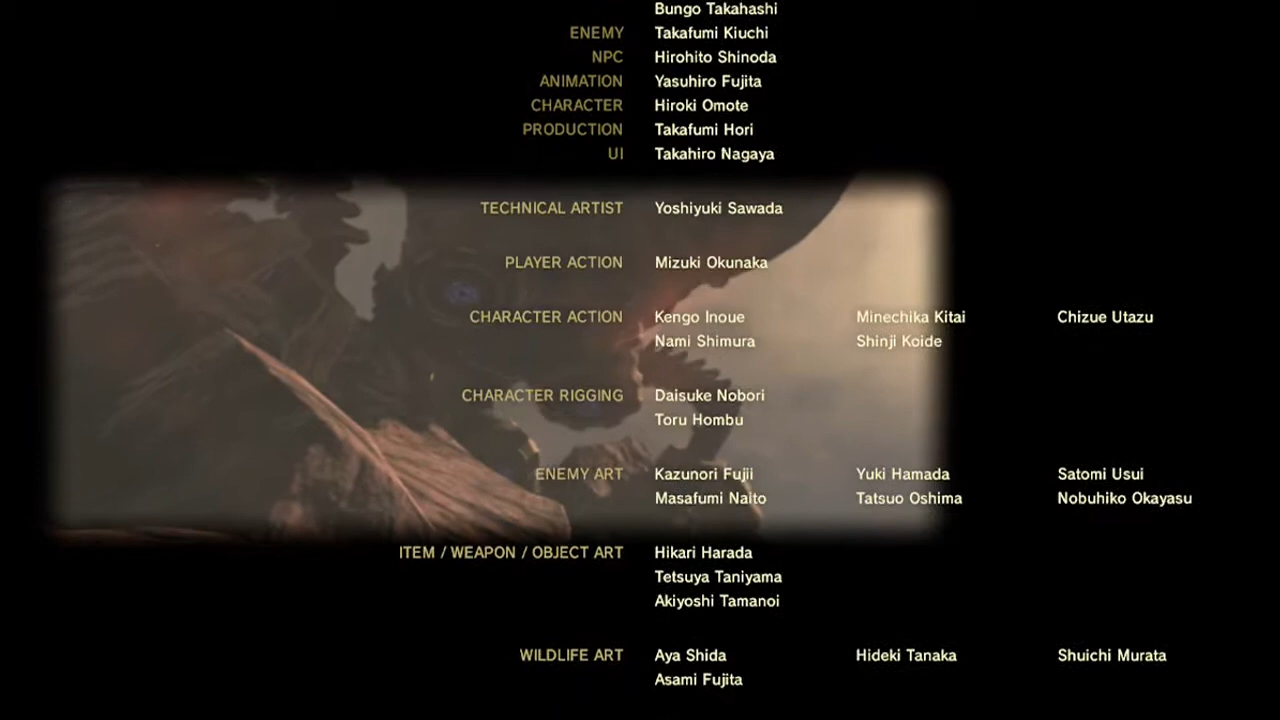 Bungo Takahashi
ENEMY Takafumi Kiuchi
NPC Hirohito Shinoda
ANIMATION Yasuhiro Fujita
CHARACTER Hiroki Omote
PRODUCTION Takafumi Hori
UI Takahiro Nagaya
TECHNICAL ARTIST Yoshiyuki Sawada
PLAYER ACTION Mizuki Okunaka
CHARACTER ACTION Kengo Inoue Minechika Kitai Chizue Utazu
Nami Shimura Shinji Koide
CHARACTER RIGGING Daisuke Nobori
Toru Hombu
ENEMY ART Kazunori Fujii Yuki Hamada Satomi Usui
Masafumi Naito Tatsuo Oshima Nobuhiko Okayasu
ITEM / WEAPON / OBJECT ART Hikari Harada
Tetsuya Taniyama
Akiyoshi Tamanoi
WILDLIFE ART Aya Shida Hideki Tanaka Shuichi Murata
Asami Fujita